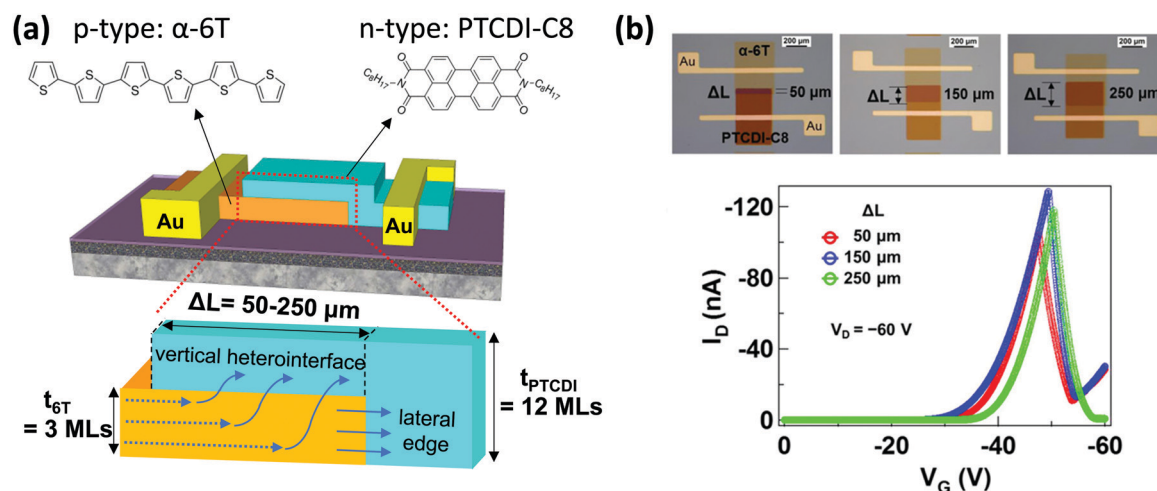 (a)
p-type: α-6T
n-type: PTCDI-C8
S
S
S
S
S
S
C₈H₁₇
N
O
O
O
O
N
C₈H₁₇
Au
Au
ΔL= 50-250 µm
vertical heterointerface
t6T
= 3 MLs
lateral
edge
tPTCDI
= 12 MLs
(b)
200 µm
Au
α-6T
ΔL
50 µm
PTCDI-C8
Au
200 µm
ΔL
150 µm
200 µm
ΔL
250 µm
-120
-80
-40
0
ID (nA)
ΔL
50 µm
150 µm
250 µm
VD = −60 V
0
-20
-40
-60
VG (V)